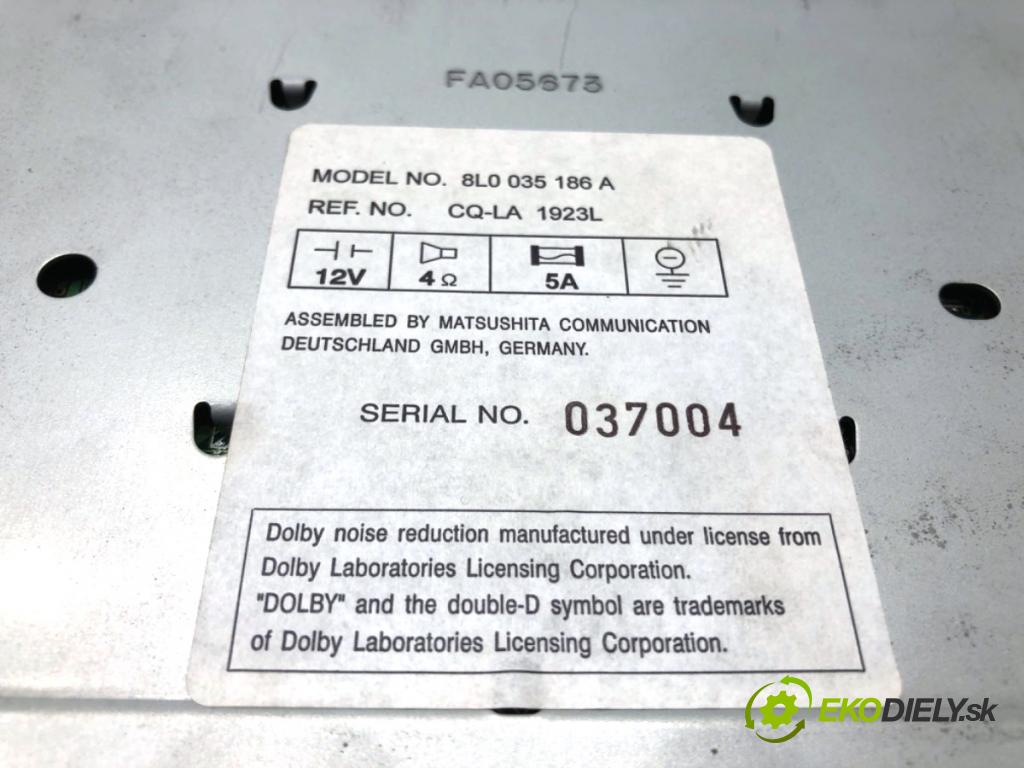 FA05673
MODEL NO. 8L0 035 186 A
REF. NO. CQ-LA 1923L
12V 4 Ω 5A
ASSEMBLED BY MATSUSHITA COMMUNICATION
DEUTSCHLAND GMBH, GERMANY.
SERIAL NO. 037004
Dolby noise reduction manufactured under license from
Dolby Laboratories Licensing Corporation.
"DOLBY" and the double-D symbol are trademarks
of Dolby Laboratories Licensing Corporation.
EKODIELY.sk